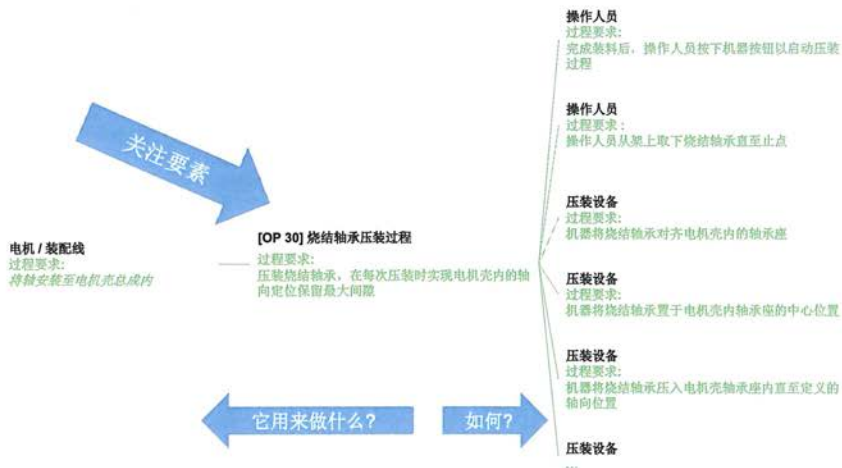 操作人员
过程要求:
完成装料后，操作人员按下机器按钮以启动压装
过程
操作人员
过程要求：
操作人员从架上取下烧结轴承直至止点
关注要素
压装设备
过程要求:
机器将烧结轴承对齐电机壳内的轴承座
电机 / 装配线
过程要求:
将轴安装至电机壳总成内
[OP 30] 烧结轴承压装过程
过程要求:
压装烧结轴承，在每次压装时实现电机壳内的轴
向定位保留最大间隙
压装设备
过程要求:
机器将烧结轴承置于电机壳内轴承座的中心位置
压装设备
过程要求:
机器将烧结轴承压入电机壳轴承座内直至定义的
轴向位置
它用来做什么?
如何?
压装设备